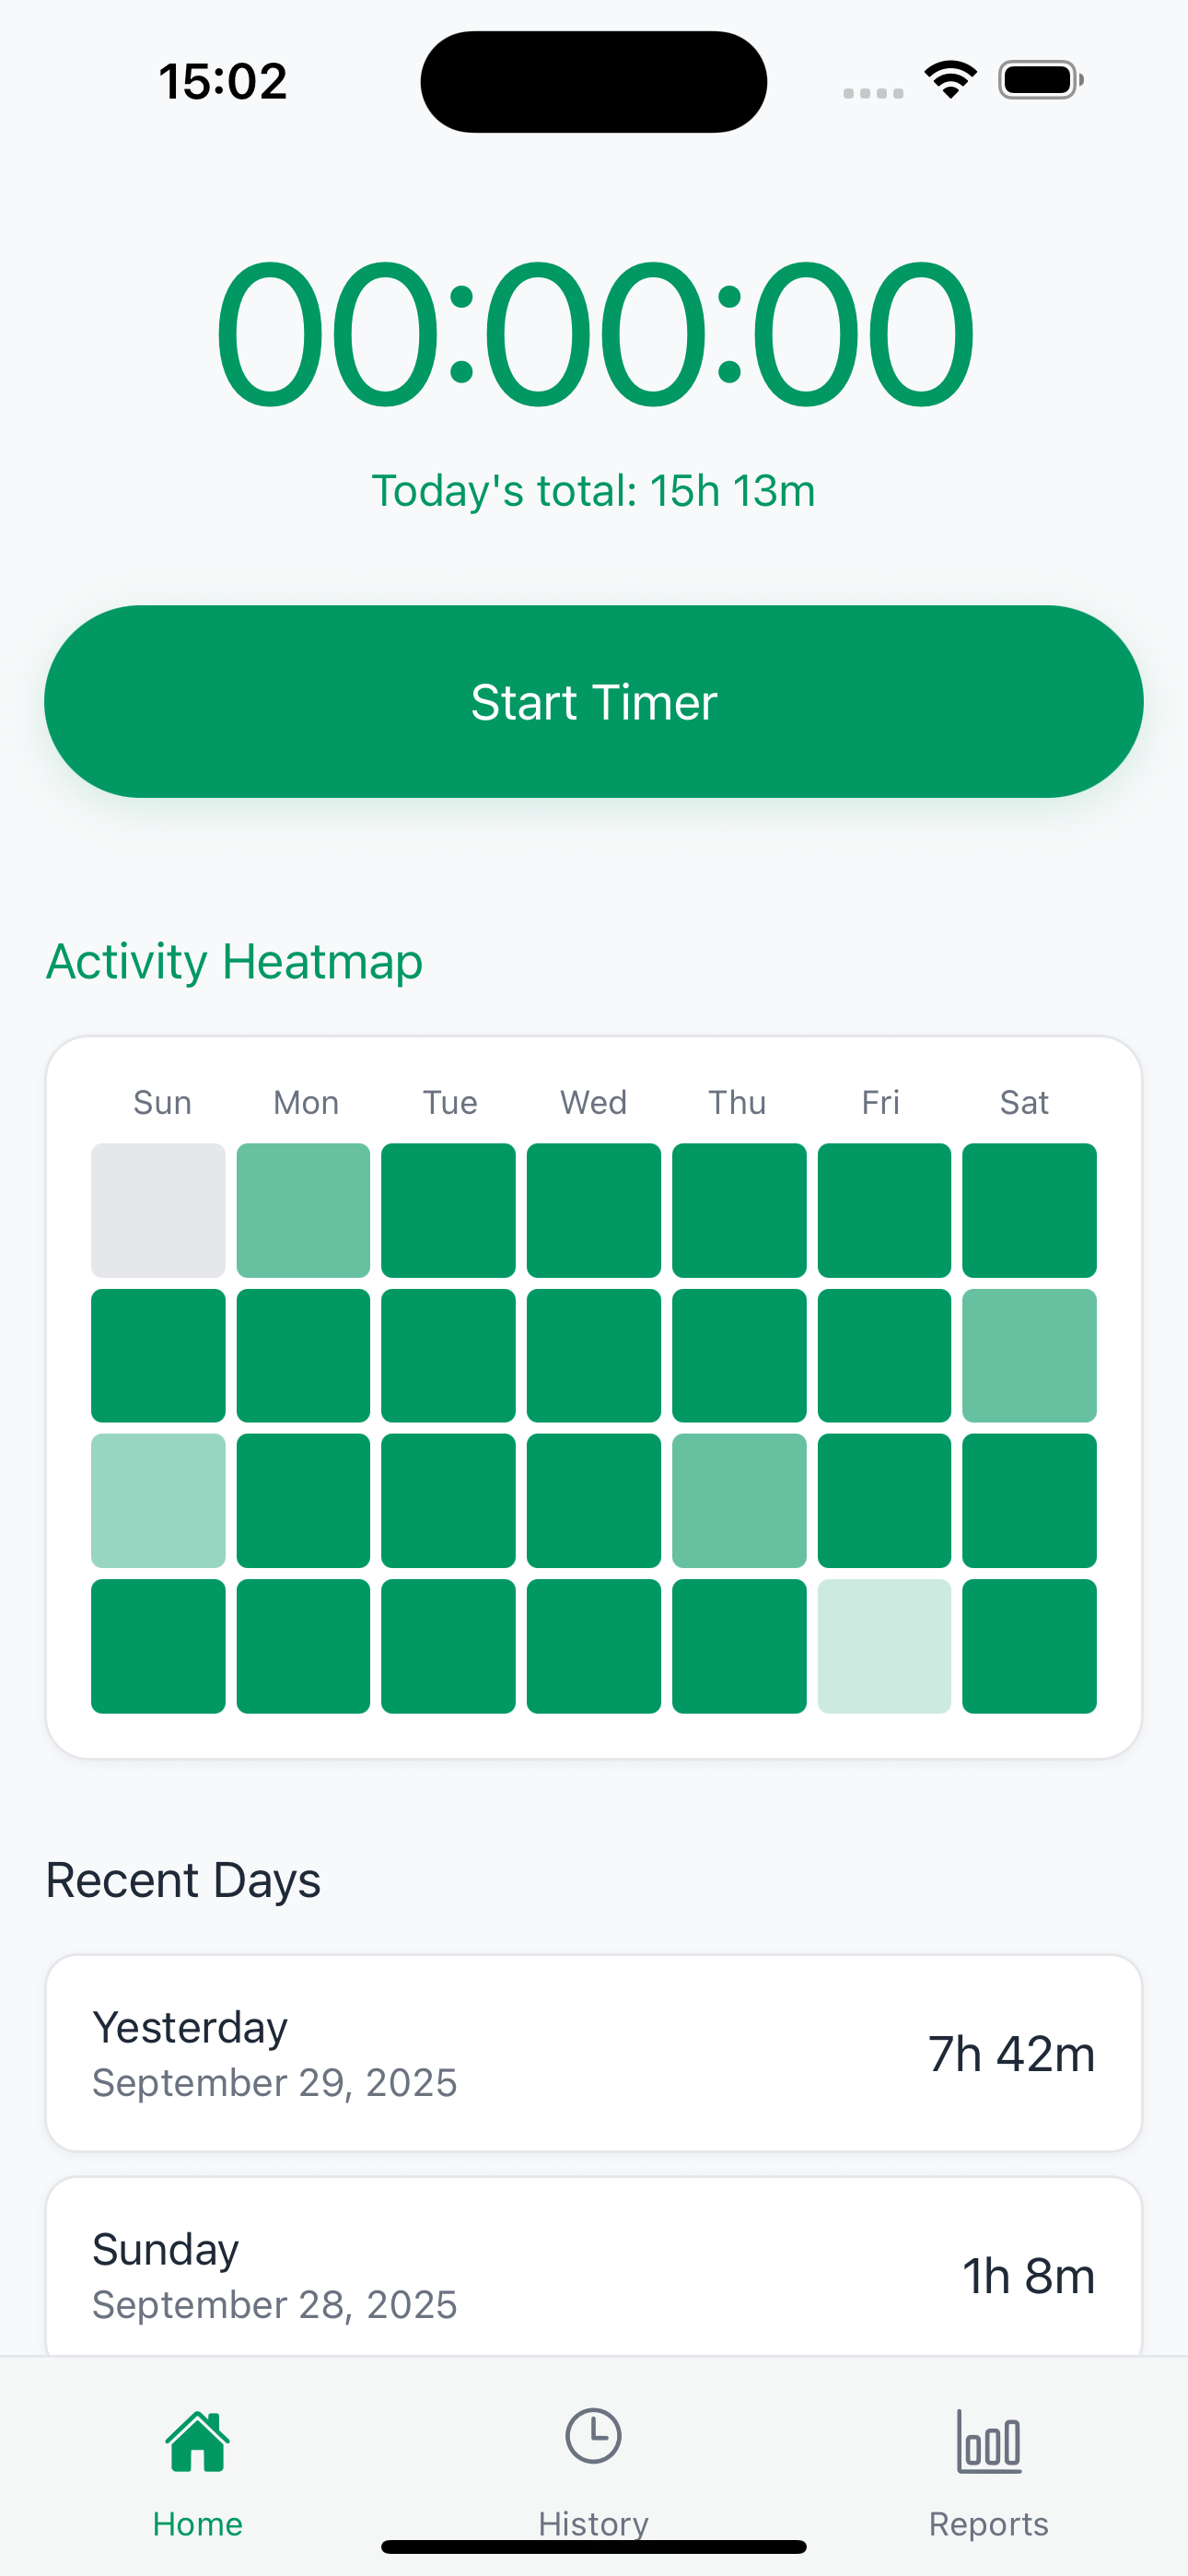 15:02
00:00:00
Today's total: 15h 13m
Start Timer
Activity Heatmap
Sun Mon Tue Wed Thu Fri Sat
Recent Days
Yesterday
September 29, 2025
7h 42m
Sunday
September 28, 2025
1h 8m
Home History Reports